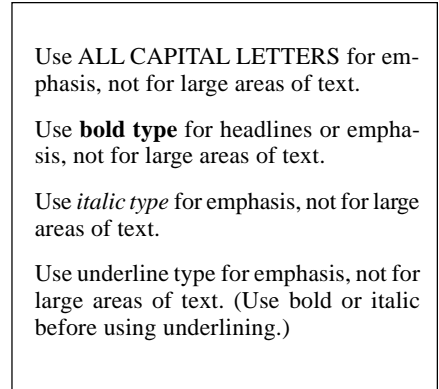 Use ALL CAPITAL LETTERS for em-
phasis, not for large areas of text.
Use bold type for headlines or empha-
sis, not for large areas of text.
Use italic type for emphasis, not for large
areas of text.
Use underline type for emphasis, not for
large areas of text. (Use bold or italic
before using underlining.)